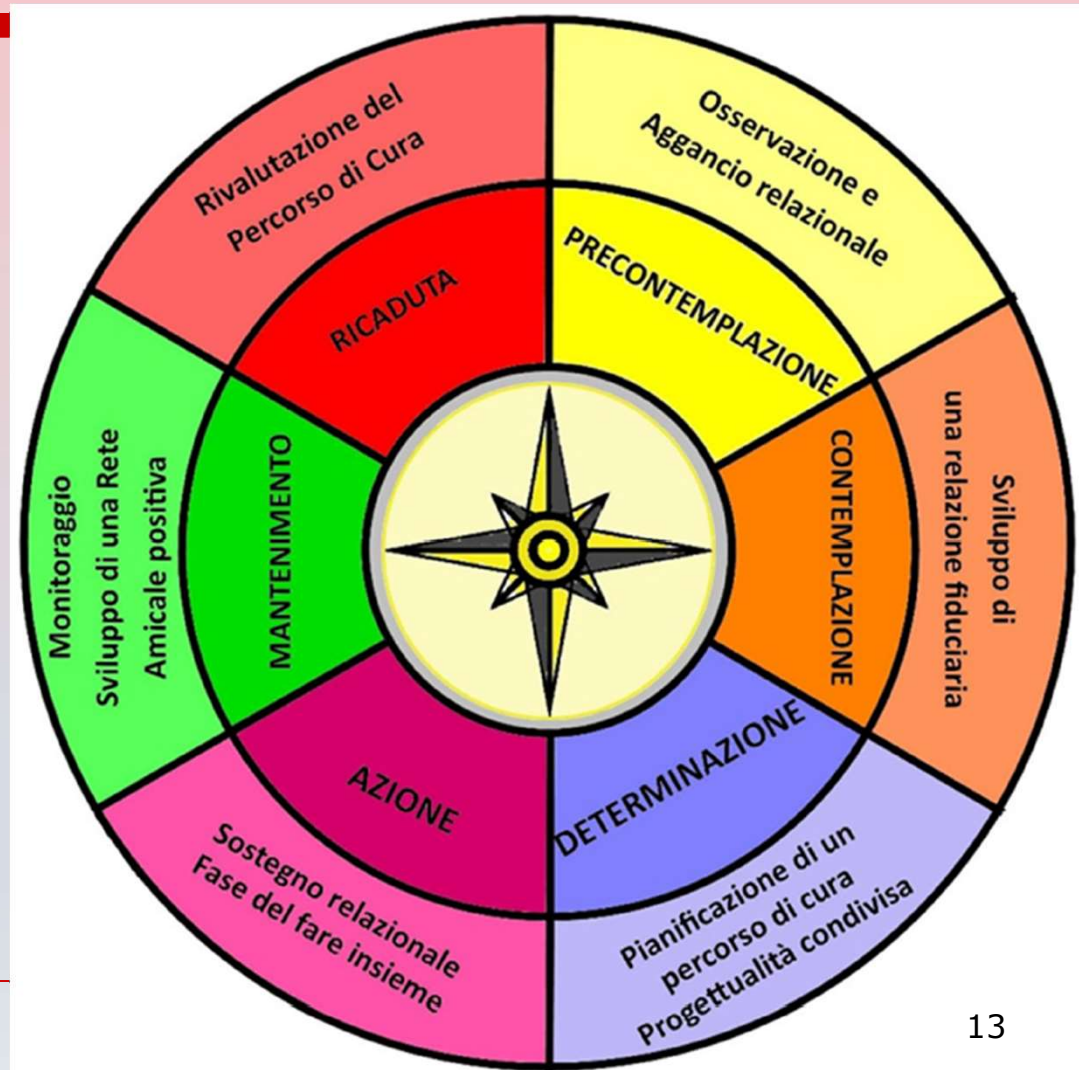 Osservazione e
Aggancio relazionale
PRECONTEMPLAZIONE
Sviluppo di
una relazione fiduciaria
CONTEMPLAZIONE
DETERMINAZIONE
Pianificazione di un
percorso di cura
Progettualità condivisa
AZIONE
Sostegno relazionale
Fase del fare insieme
Monitoraggio
Sviluppo di una Rete
Amicale positiva
MANTENIMENTO
Rivalutazione del
Percorso di Cura
RICADUTA
13